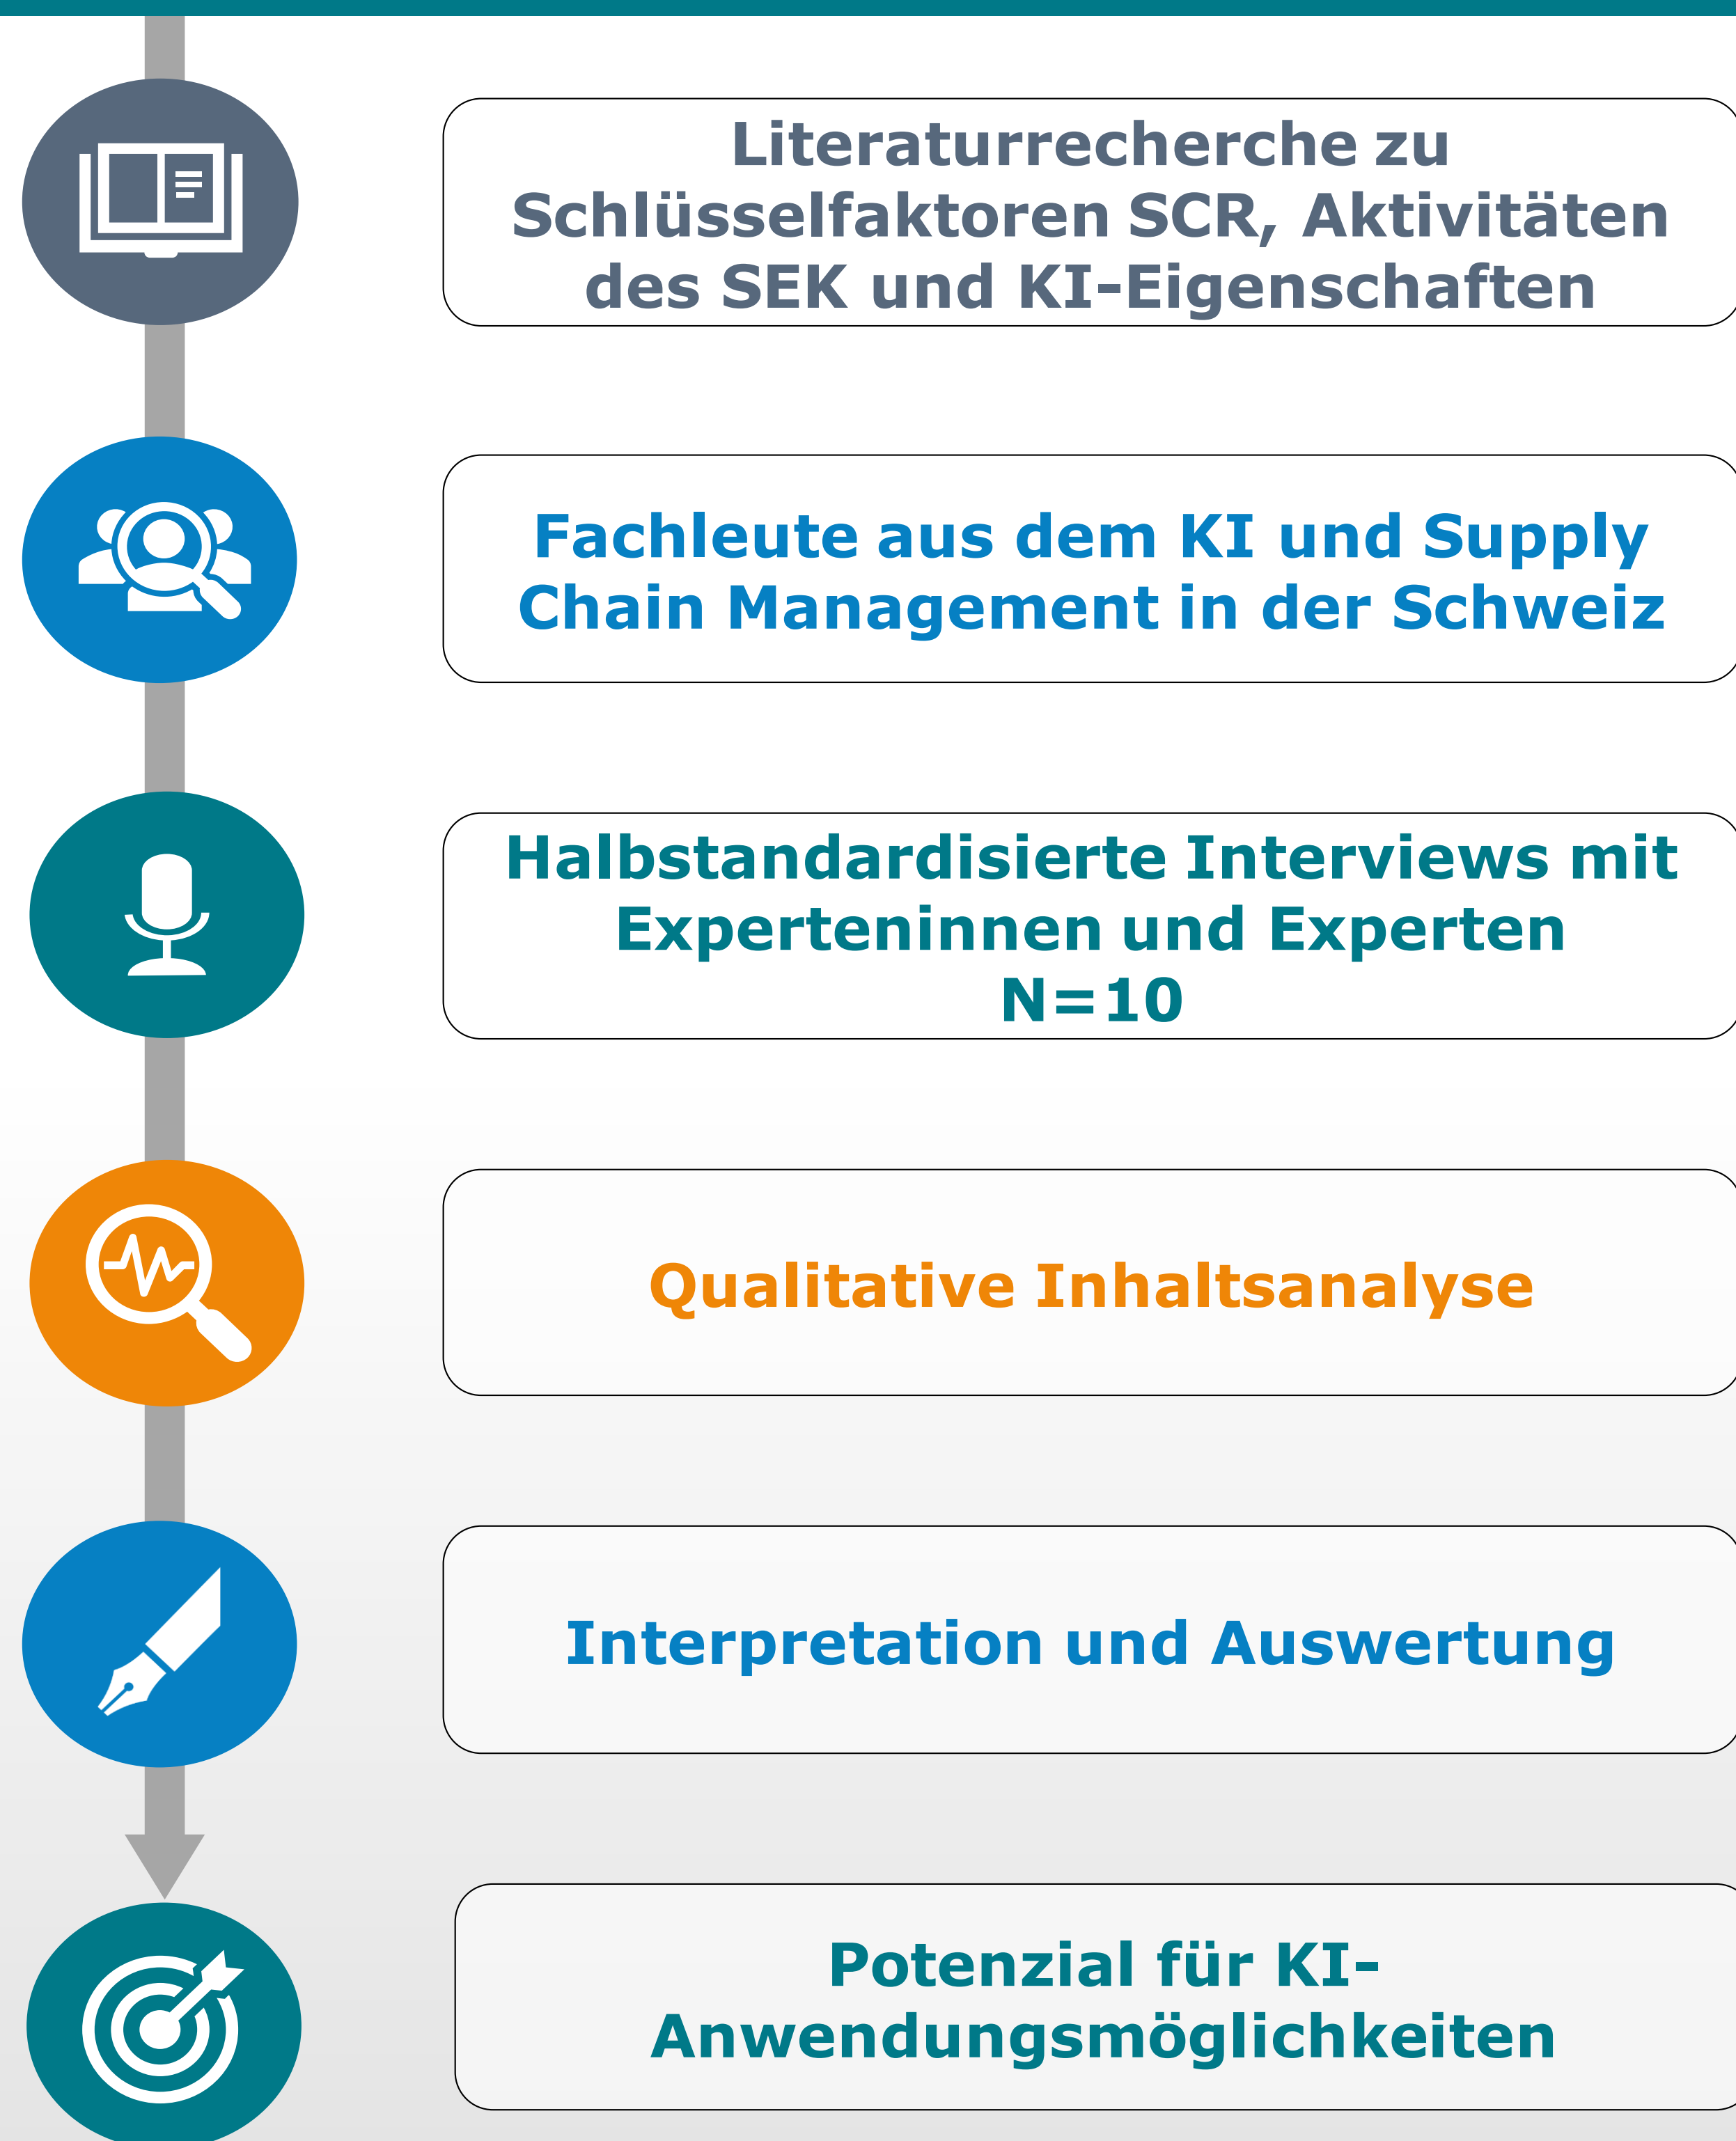 Literaturrecherche zu
Schlüsselfaktoren SCR, Aktivitäten
des SEK und KI-Eigenschaften
Fachleute aus dem KI und Supply
Chain Management in der Schweiz
Halbstandardisierte Interviews mit
Experteninnen und Experten
N=10
Qualitative Inhaltsanalyse
Interpretation und Auswertung
Potenzial für KI-
Anwendungsmöglichkeiten